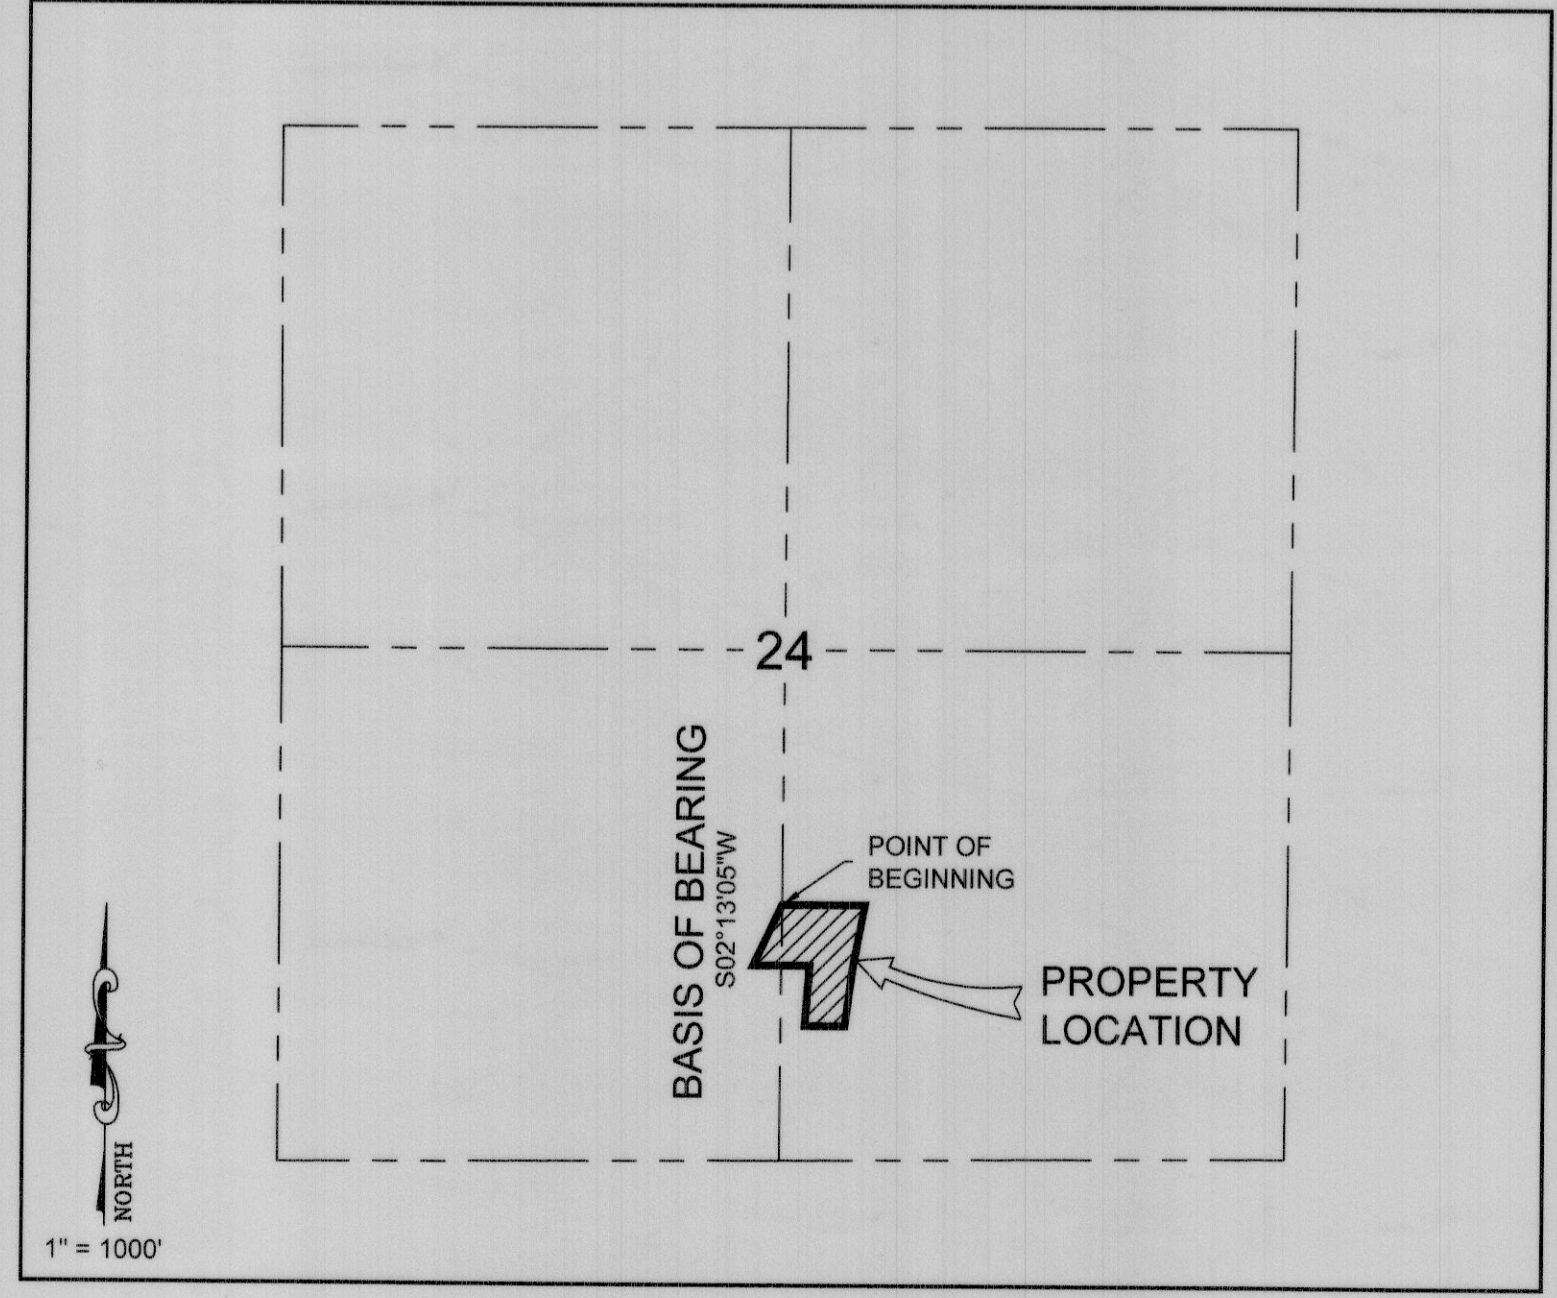 24
BASIS OF BEARING
S02°13'05"W
POINT OF
BEGINNING
PROPERTY
LOCATION
NORTH
1" = 1000'